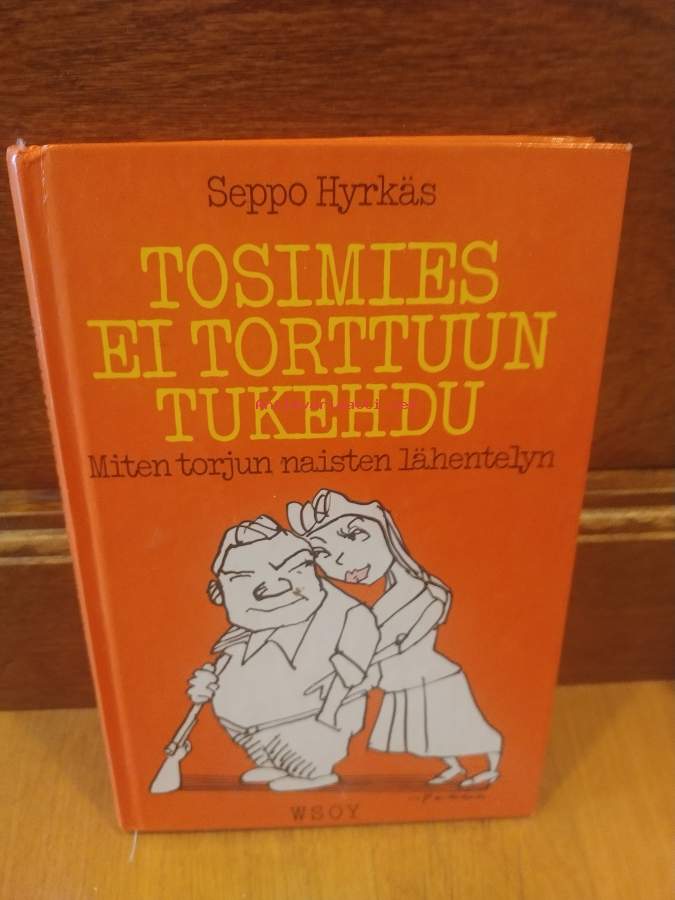 Seppo Hyrkäs
TOSIMIES
EI TORTTUUN
TUKEHDU
Miten torjun naisten lähentelyn
WSOY